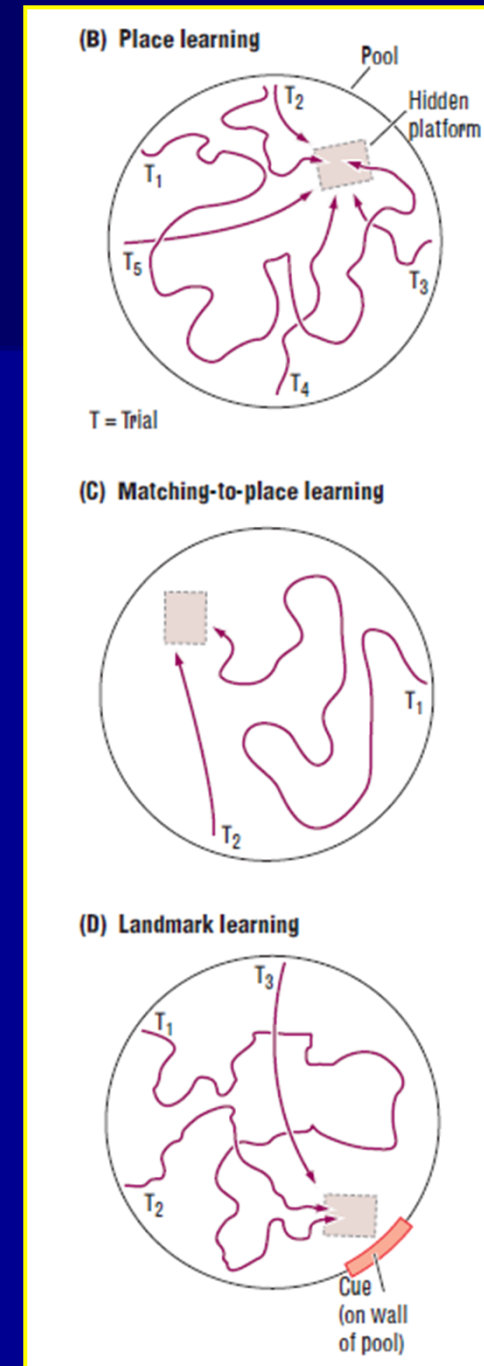 (B) Place learning
Pool
T₂
Hidden
platform
T₁
T₅
T₃
T₄
T = Trial
(C) Matching-to-place learning
T₁
T₂
(D) Landmark learning
T₃
T₁
T₂
Cue
(on wall
of pool)